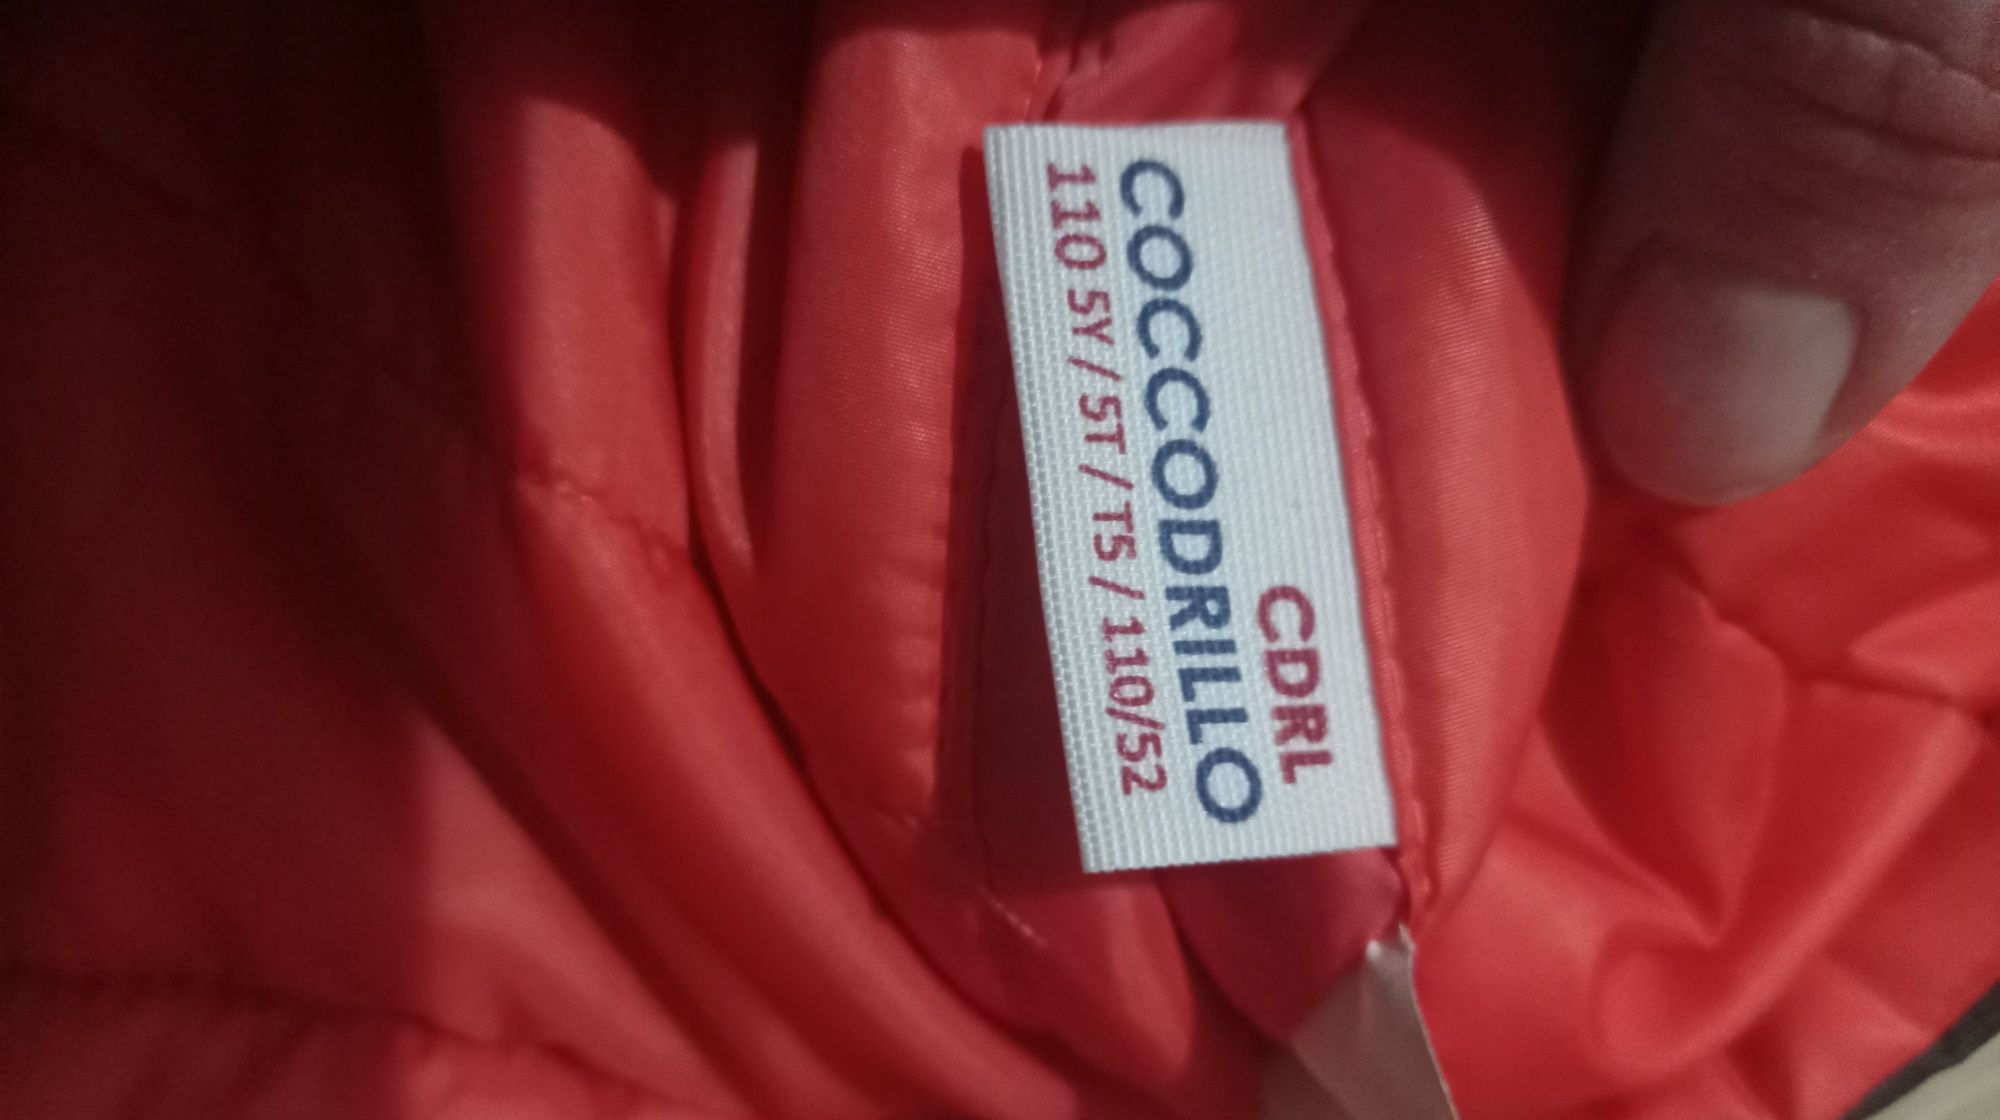 CDRL
COCCODRILLO
110 5Y / 5T / T5 / 110/52